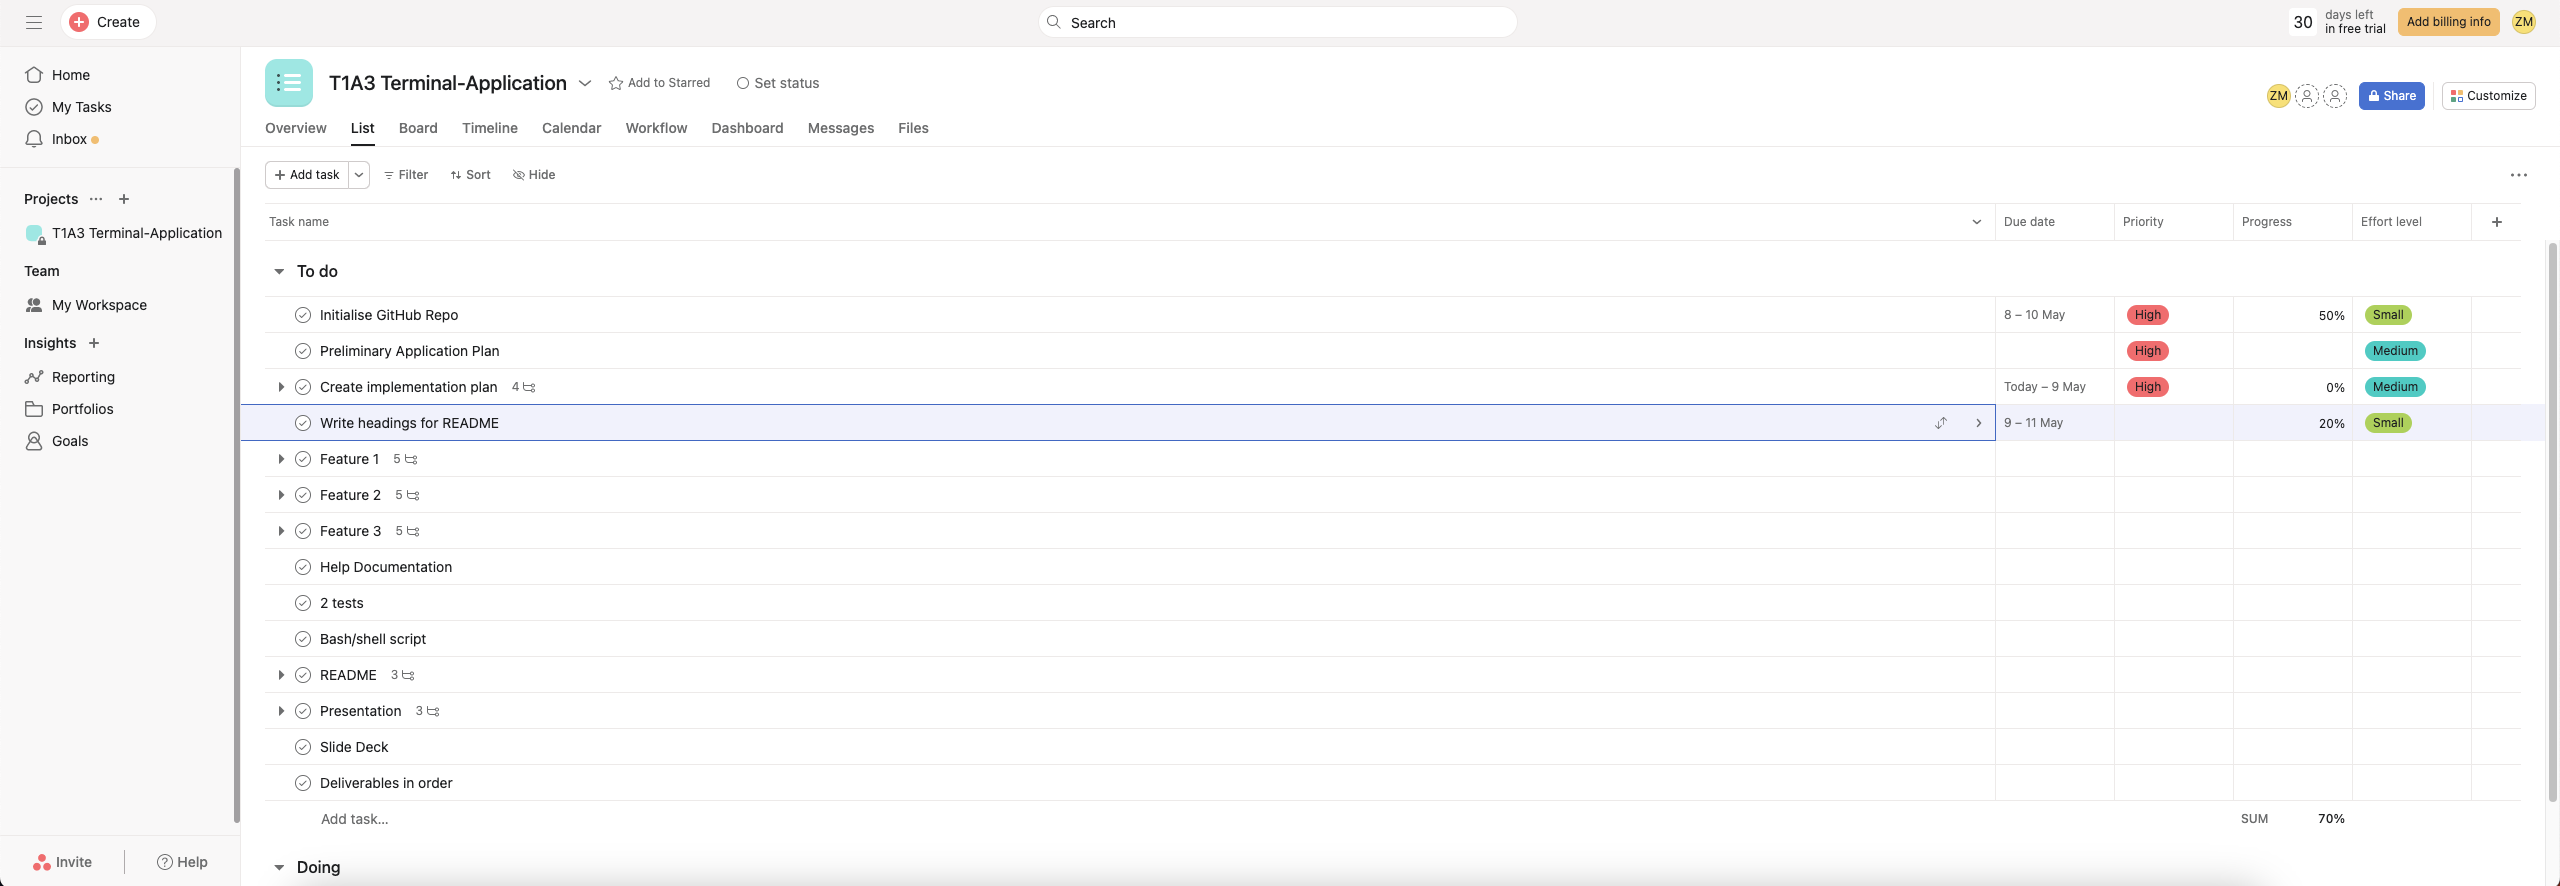 Create
Search
30
days left
in free trial
Add billing info
ZM
Home
My Tasks
Inbox
Projects
T1A3 Terminal-Application
Team
My Workspace
Insights
Reporting
Portfolios
Goals
Invite
Help
T1A3 Terminal-Application
Add to Starred
Set status
ZM
Share
Customize
Overview List Board Timeline Calendar Workflow Dashboard Messages Files
Add task
Filter
Sort
Hide
Task name Due date Priority Progress Effort level
To do
Initialise GitHub Repo 8 – 10 May High 50% Small
Preliminary Application Plan High Medium
Create implementation plan 4 Today – 9 May High 0% Medium
Write headings for README 9 – 11 May 20% Small
Feature 1 5
Feature 2 5
Feature 3 5
Help Documentation
2 tests
Bash/shell script
README 3
Presentation 3
Slide Deck
Deliverables in order
Add task...
SUM 70%
Doing